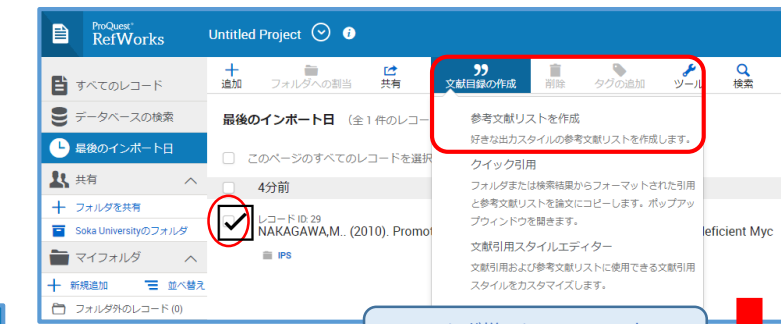 ProQuest
RefWorks
Untitled Project
追加
フォルダへの割当
共有
文献目録の作成
削除
タグの追加
ツール
検索
すべてのレコード
データベースの検索
最後のインポート日
共有
フォルダを共有
Soka Universityのフォルダ
マイフォルダ
新規追加
並べ替え
フォルダ外のレコード (0)
最後のインポート日 (全1件のレコー
このページのすべてのレコードを選択
4分前
レコード ID: 29
NAKAGAWA,M.. (2010). Promot
eficient Myc
IPS
参考文献リストを作成
好きな出力スタイルの参考文献リストを作成します。
クイック引用
フォルダまたは検索結果からフォーマットされた引用
と参考文献リストを論文にコピーします。ポップアッ
プウィンドウを開きます。
文献引用スタイルエディター
文献引用および参考文献リストに使用できる文献引用
スタイルをカスタマイズします。